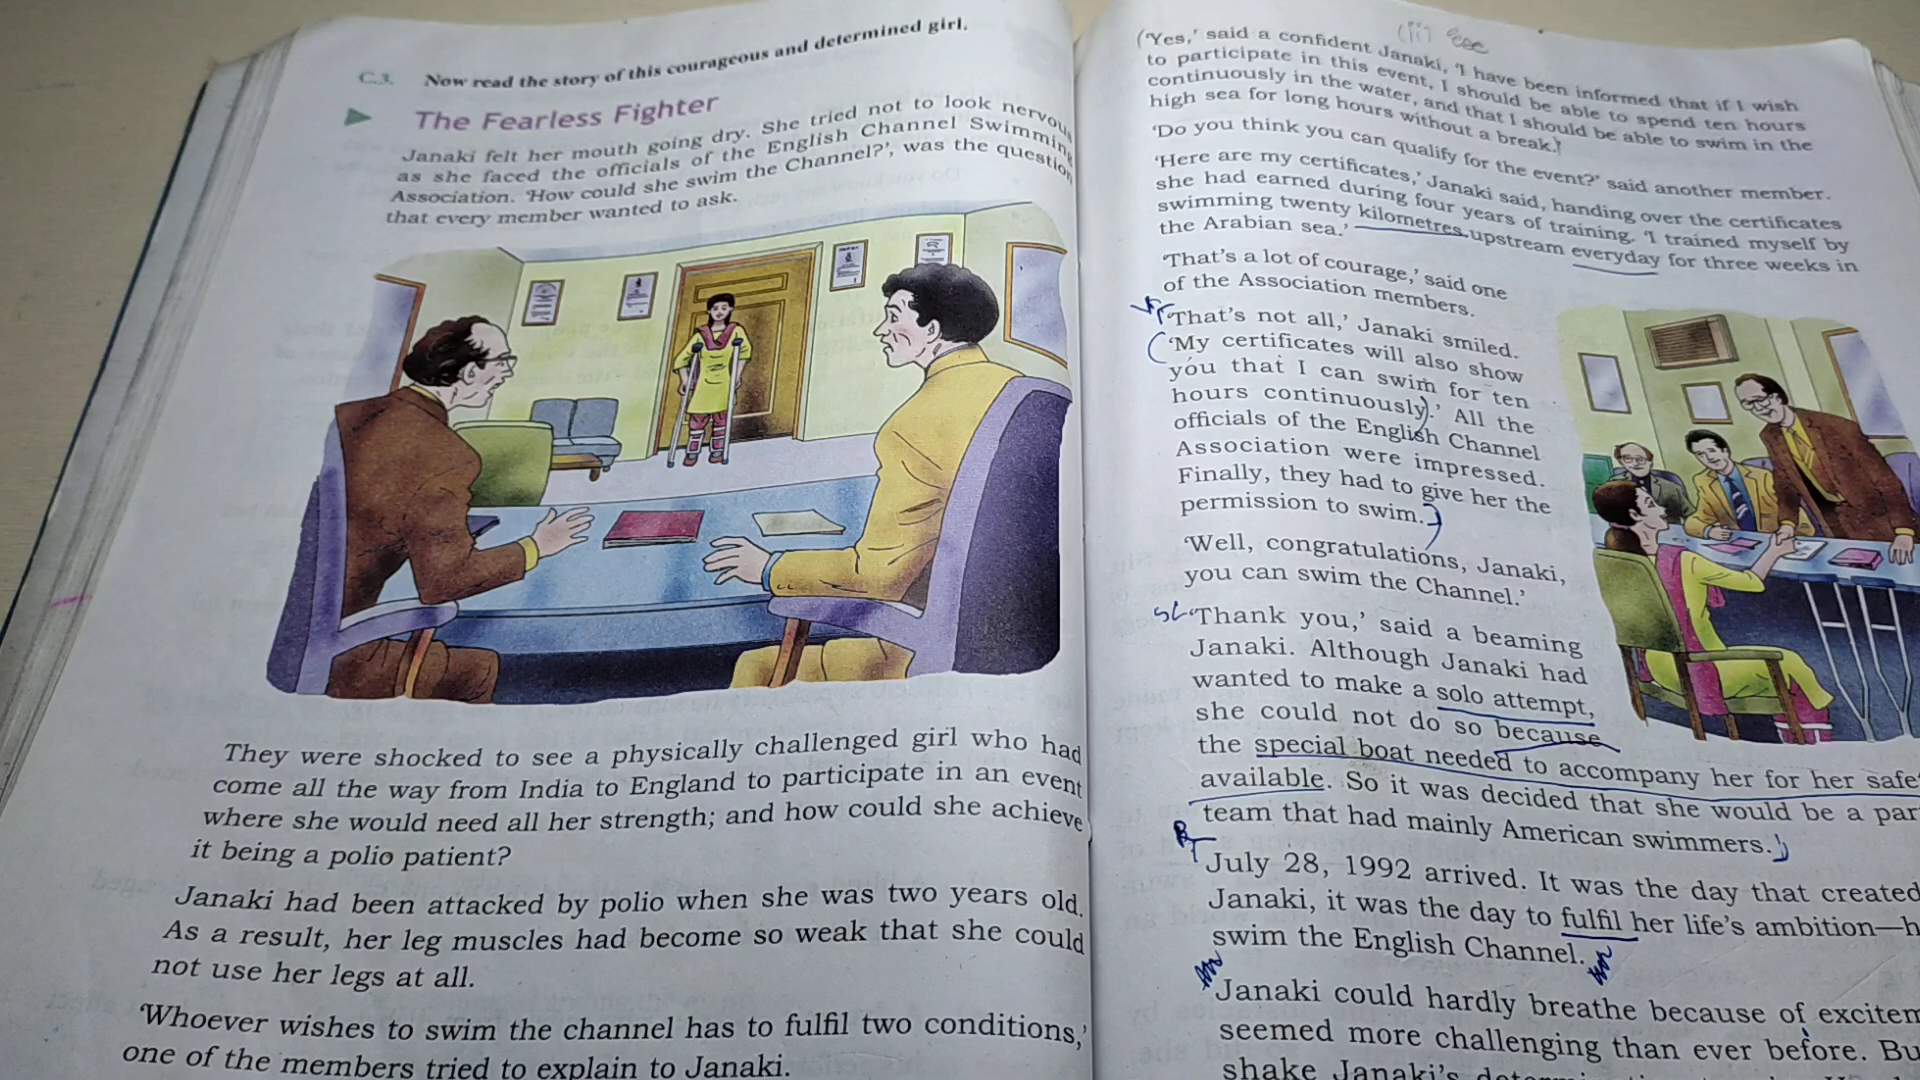 C.3. Now read the story of this courageous and determined girl.
The Fearless Fighter
Janaki felt her mouth going dry. She tried not to look nervous
as she faced the officials of the English Channel Swimming
Association. 'How could she swim the Channel?', was the question
that every member wanted to ask.
They were shocked to see a physically challenged girl who had
come all the way from India to England to participate in an event
where she would need all her strength; and how could she achieve
it being a polio patient?
Janaki had been attacked by polio when she was two years old.
As a result, her leg muscles had become so weak that she could
not use her legs at all.
'Whoever wishes to swim the channel has to fulfil two conditions,'
one of the members tried to explain to Janaki.
(iii)
'Yes,' said a confident Janaki, 'I have been informed that if I wish
to participate in this event, I should be able to spend ten hours
continuously in the water, and that I should be able to swim in the
high sea for long hours without a break.'
'Do you think you can qualify for the event?' said another member.
'Here are my certificates,' Janaki said, handing over the certificates
she had earned during four years of training. 'I trained myself by
swimming twenty kilometres upstream everyday for three weeks in
the Arabian sea.'
'That's a lot of courage,' said one
of the Association members.
'That's not all,' Janaki smiled.
'My certificates will also show
you that I can swim for ten
hours continuously.' All the
officials of the English Channel
Association were impressed.
Finally, they had to give her the
permission to swim.
'Well, congratulations, Janaki,
you can swim the Channel.'
'Thank you,' said a beaming
Janaki. Although Janaki had
wanted to make a solo attempt,
she could not do so because
the special boat needed to accompany her for her
available. So it was decided that she would be a
team that had mainly American swimmers.
July 28, 1992 arrived. It was the day that created
Janaki, it was the day to fulfil her life's ambition—
swim the English Channel.
Janaki could hardly breathe because of
seemed more challenging than ever before.
shake Janaki's